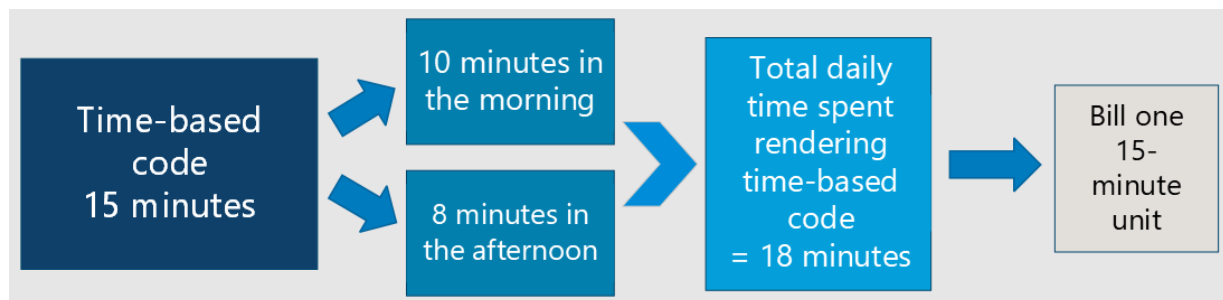 Time-based
code
15 minutes
10 minutes in
the morning
8 minutes in
the afternoon
Total daily
time spent
rendering
time-based
code
= 18 minutes
Bill one
15-
minute
unit